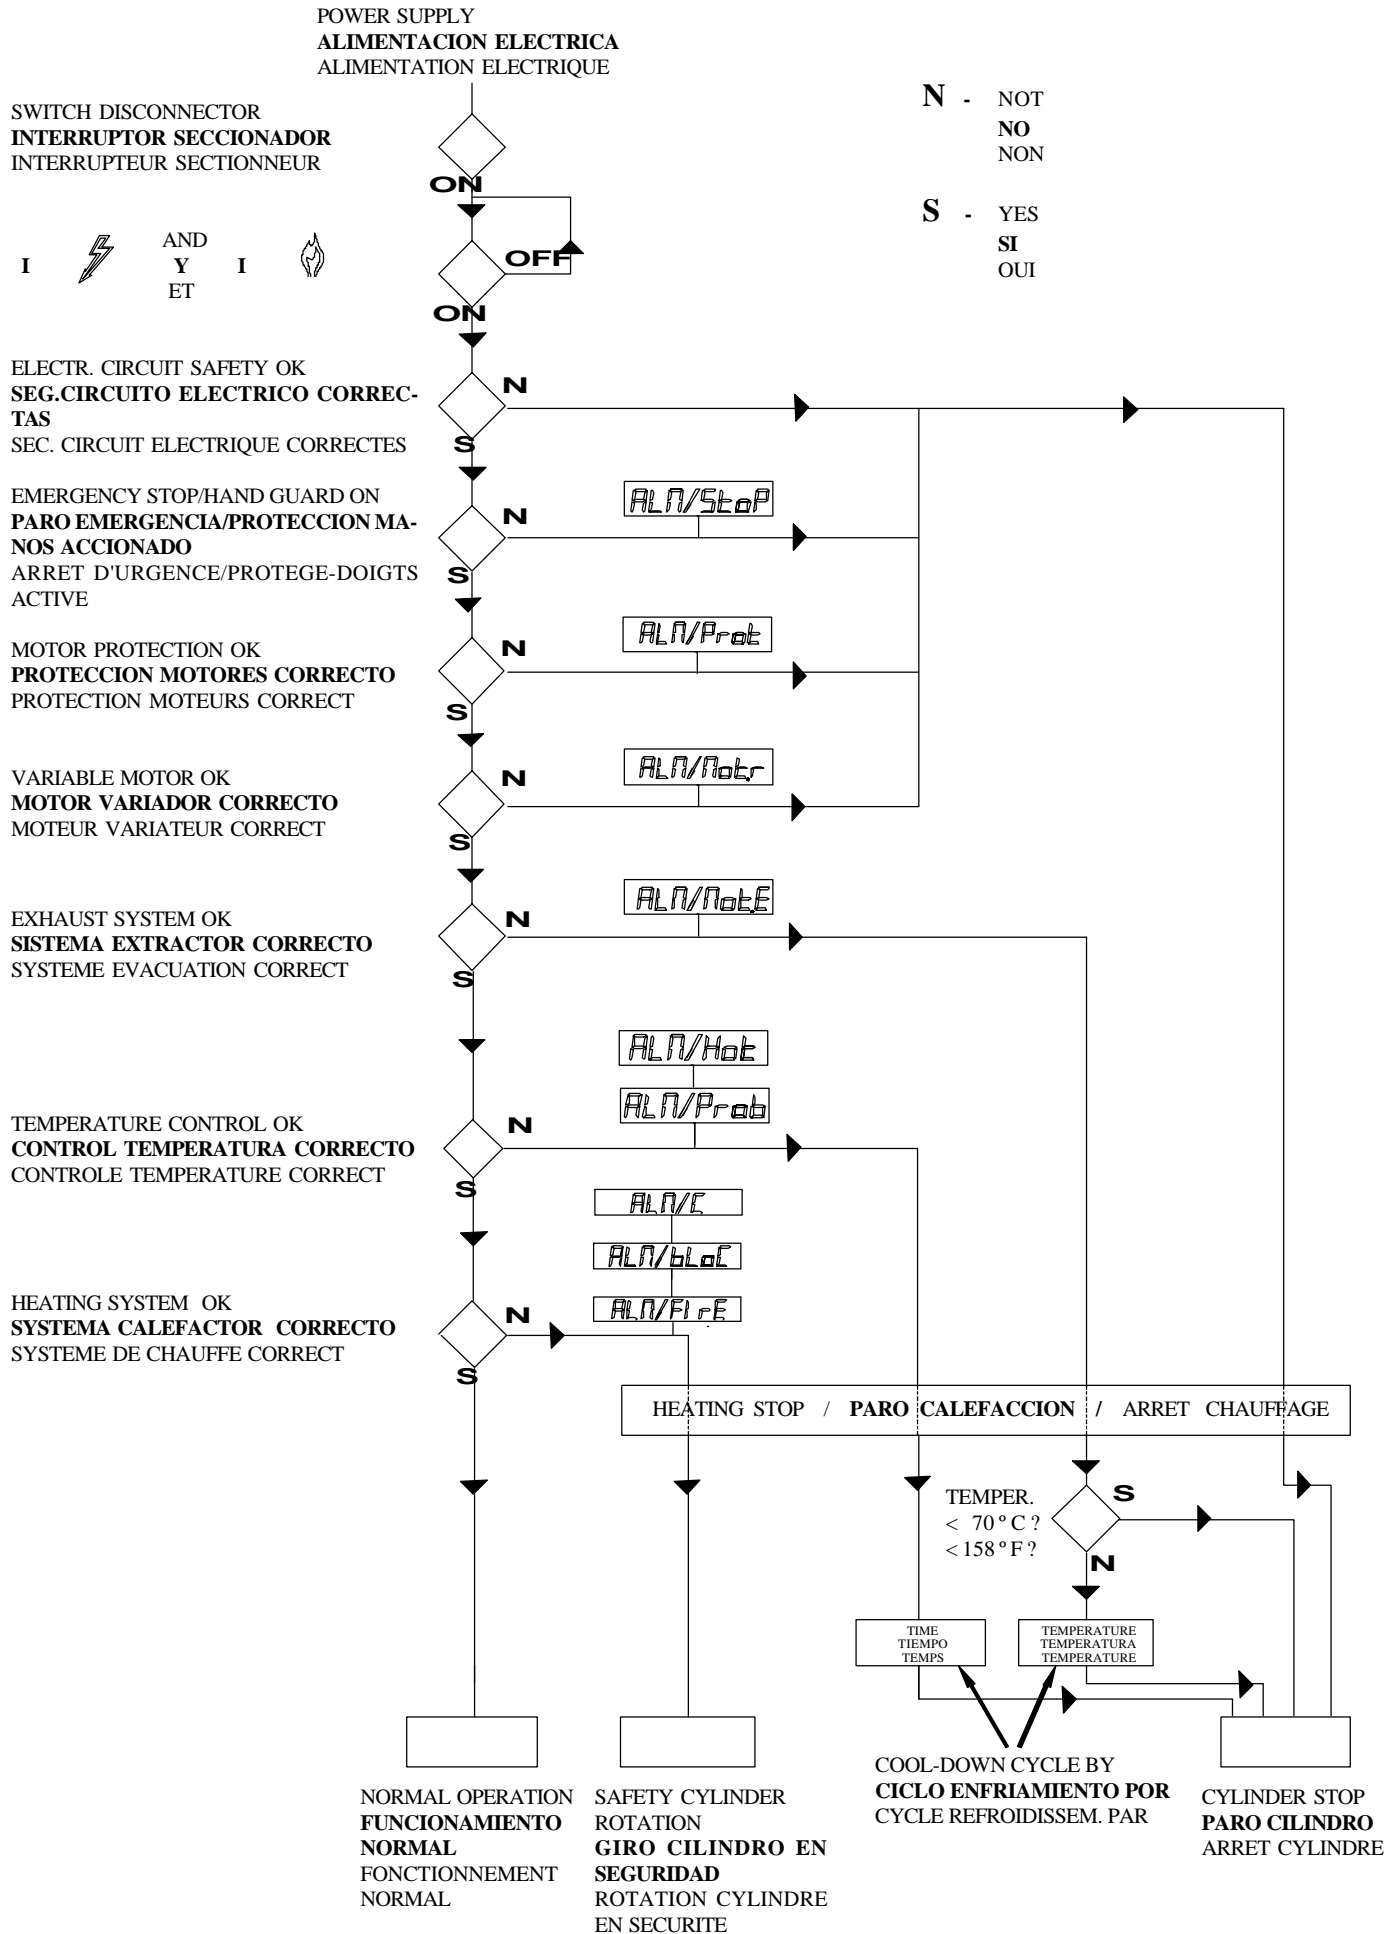 POWER SUPPLY
ALIMENTACION ELECTRICA
ALIMENTATION ELECTRIQUE
N - NOT
NO
NON
S - YES
SI
OUI
SWITCH DISCONNECTOR
INTERRUPTOR SECCIONADOR
INTERRUPTEUR SECTIONNEUR
ON
AND
I Y I
ET
OFF
ON
ELECTR. CIRCUIT SAFETY OK
SEG.CIRCUITO ELECTRICO CORREC-
TAS
SEC. CIRCUIT ELECTRIQUE CORRECTES
N
S
EMERGENCY STOP/HAND GUARD ON
PARO EMERGENCIA/PROTECCION MA-
NOS ACCIONADO
ARRET D'URGENCE/PROTEGE-DOIGTS
ACTIVE
N
ALM/StoP
S
MOTOR PROTECTION OK
PROTECCION MOTORES CORRECTO
PROTECTION MOTEURS CORRECT
N
ALM/Prot
S
VARIABLE MOTOR OK
MOTOR VARIADOR CORRECTO
MOTEUR VARIATEUR CORRECT
N
ALM/Mot.r
S
EXHAUST SYSTEM OK
SISTEMA EXTRACTOR CORRECTO
SYSTEME EVACUATION CORRECT
N
ALM/Mot.E
S
TEMPERATURE CONTROL OK
CONTROL TEMPERATURA CORRECTO
CONTROLE TEMPERATURE CORRECT
N
ALM/Hot
ALM/Prob
S
HEATING SYSTEM OK
SYSTEMA CALEFACTOR CORRECTO
SYSTEME DE CHAUFFE CORRECT
N
ALM/C
ALM/bLoC
ALM/FIrE
S
HEATING STOP / PARO CALEFACCION / ARRET CHAUFFAGE
TEMPER.
< 70 º C ?
< 158 º F ?
S
N
TIME
TIEMPO
TEMPS
TEMPERATURE
TEMPERATURA
TEMPERATURE
NORMAL OPERATION
FUNCIONAMIENTO
NORMAL
FONCTIONNEMENT
NORMAL
SAFETY CYLINDER
ROTATION
GIRO CILINDRO EN
SEGURIDAD
ROTATION CYLINDRE
EN SECURITE
COOL-DOWN CYCLE BY
CICLO ENFRIAMIENTO POR
CYCLE REFROIDISSEM. PAR
CYLINDER STOP
PARO CILINDRO
ARRET CYLINDRE